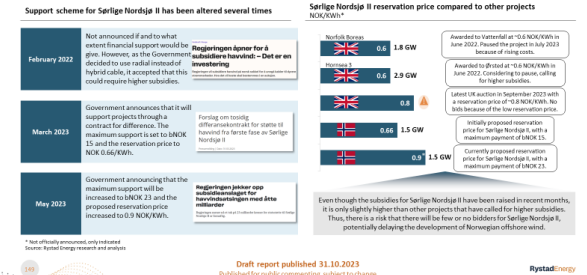 Support scheme for Sørlige Nordsjø II has been altered several times
February 2022
Not announced if and to what
extent financial support would be
give. However, as the Government
decided to use radial instead of
hybrid cable, it accepted that this
could require higher subsidies.
Regjeringen åpner for å
subsidiere havvind: – Det er en
investering
March 2023
Government announces that it will
support projects through a
contract for difference. The
maximum support is set to bNOK
15 and the reservation price to
NOK 0.66/KWh.
Forslag om tosidig
differansekontrakt for støtte til
havvind fra første fase av Sørlige
Nordsjø II
May 2023
Government announcing that the
maximum support will be
increased to bNOK 23 and the
proposed reservation price
increased to 0.9 NOK/KWh.
Regjeringen jekker opp
subsidieanslaget for
havvindsatsingen med åtte
milliarder
* Not officially announced, only indicated
Source: Rystad Energy research and analysis
Sørlige Nordsjø II reservation price compared to other projects
NOK/KWh*
Norfolk Boreas
0.6
1.8 GW
Awarded to Vattenfall at ~0.6 NOK/KWh in
June 2022. Paused the project in July 2023
because of rising costs.
Hornsea 3
0.6
2.9 GW
Awarded to Ørsted at ~0.6 NOK/KWh in
June 2022. Considering to pause, calling
for higher subsidies.
0.8
Latest UK auction in September 2023 with
a reservation price of ~0.8 NOK/KWh. No
bids because of the low reservation price.
0.66
1.5 GW
Initially proposed reservation
price for Sørlige Nordsjø II, with a
maximum payment of bNOK 15.
0.9*
1.5 GW
Currently proposed reservation
price for Sørlige Nordsjø II, with a
maximum payment of bNOK 23.
Even though the subsidies for Sørlige Nordsjø II have been raised in recent months,
it is only slightly higher than other projects that have called for higher subsidies.
Thus, there is a risk that there will be few or no bidders for Sørlige Nordsjø II,
potentially delaying the development of Norwegian offshore wind.
149
Draft report published 31.10.2023
Published for public commenting, subject to change
RystadEnergy